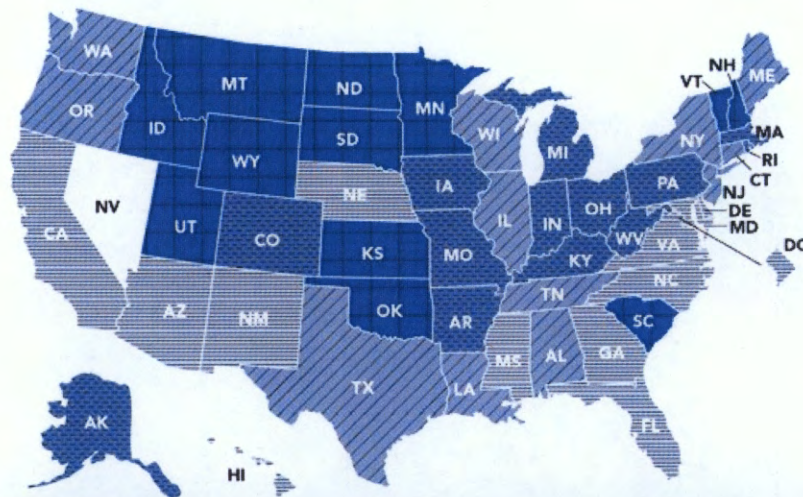 WA
MT
ND
MN
VT
NH
ME
OR
ID
SD
WI
NY
MA
MI
RI
WY
CT
IA
PA
NE
NJ
NV
OH
DE
IL
IN
MD
UT
CO
WV
VA
DC
CA
KS
MO
KY
NC
TN
OK
AZ
NM
AR
SC
MS
AL
GA
TX
LA
AK
FL
HI